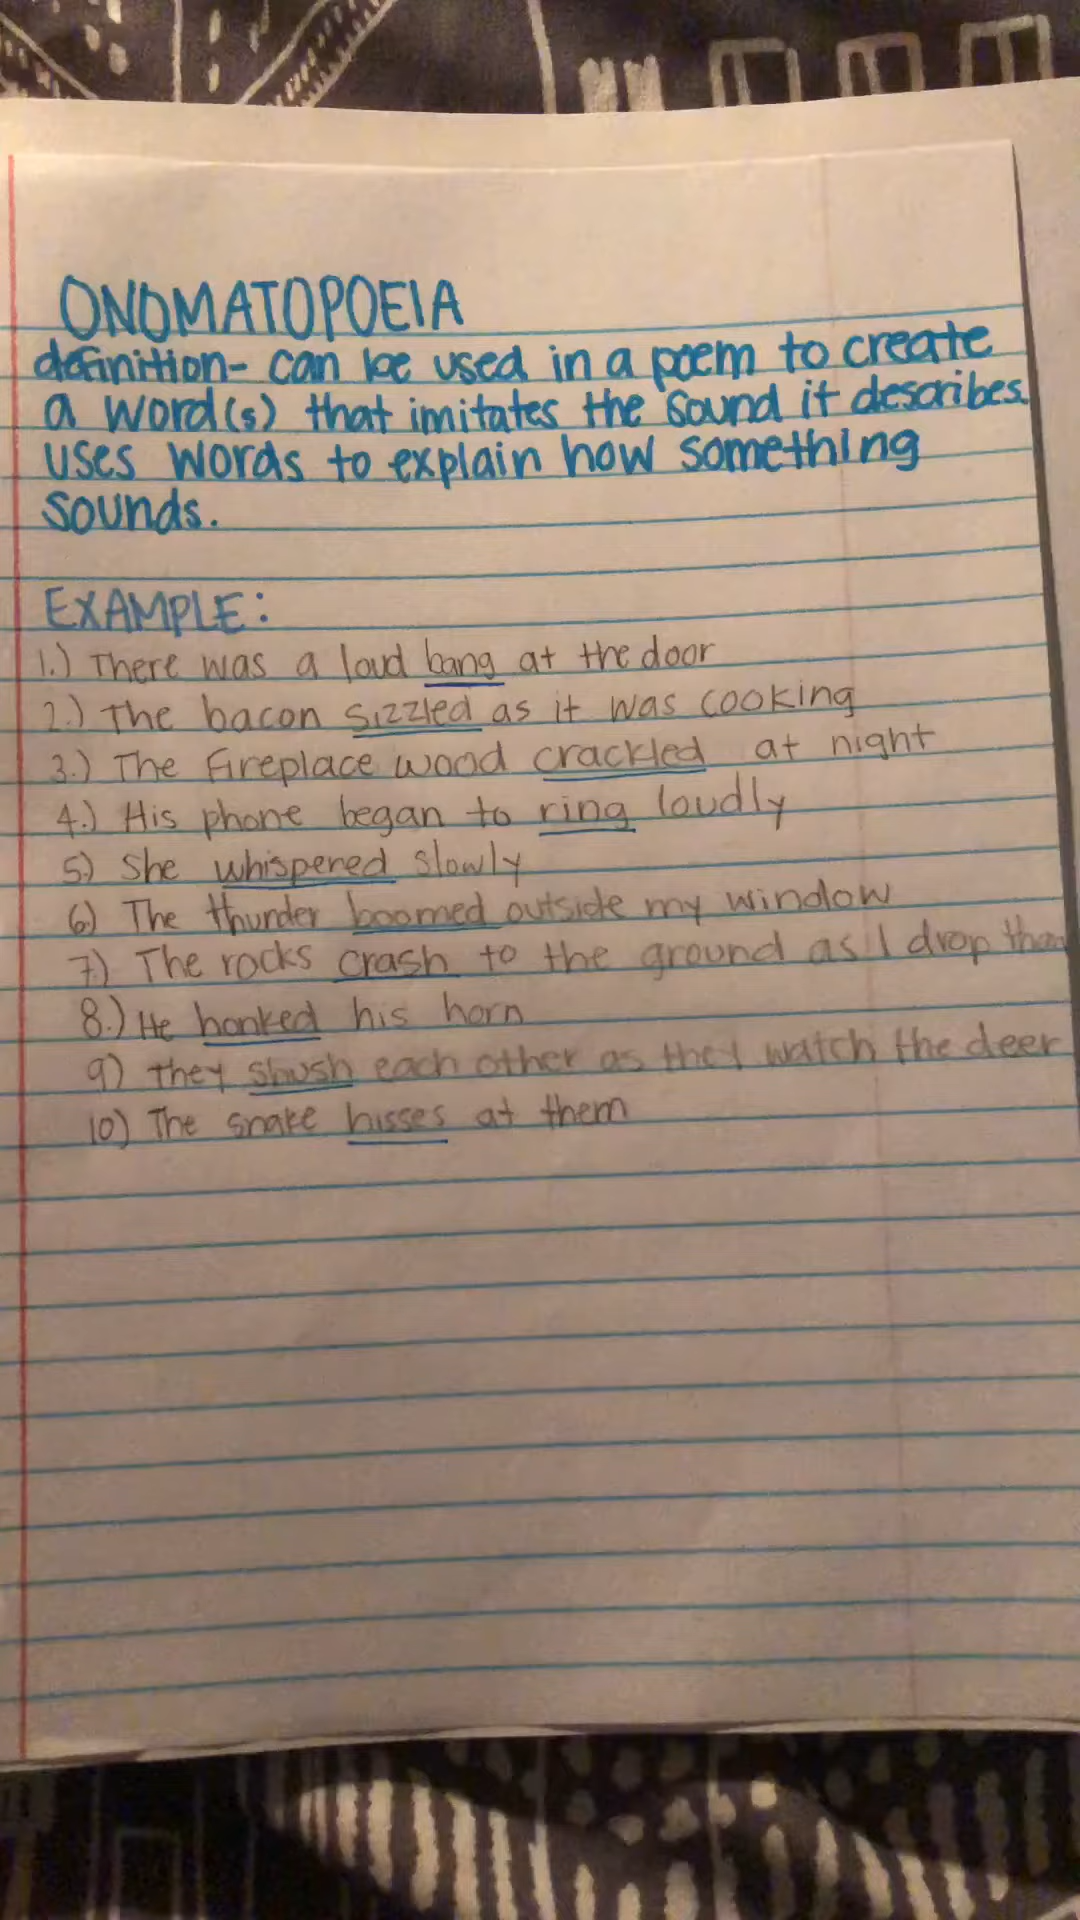 ONOMATOPOEIA
definition- can be used in a poem to create
a word(s) that imitates the sound it describes.
uses words to explain how something
sounds.
EXAMPLE:
1.) There was a loud bang at the door
2.) The bacon sizzled as it was cooking
3.) The fireplace wood crackled at night
4.) His phone began to ring loudly
5) She whispered slowly
6) The thunder boomed outside my window
7) The rocks crash to the ground as I drop
8.) He honked his horn
9) They shush each other as they watch the deer
10) The snake hisses at them